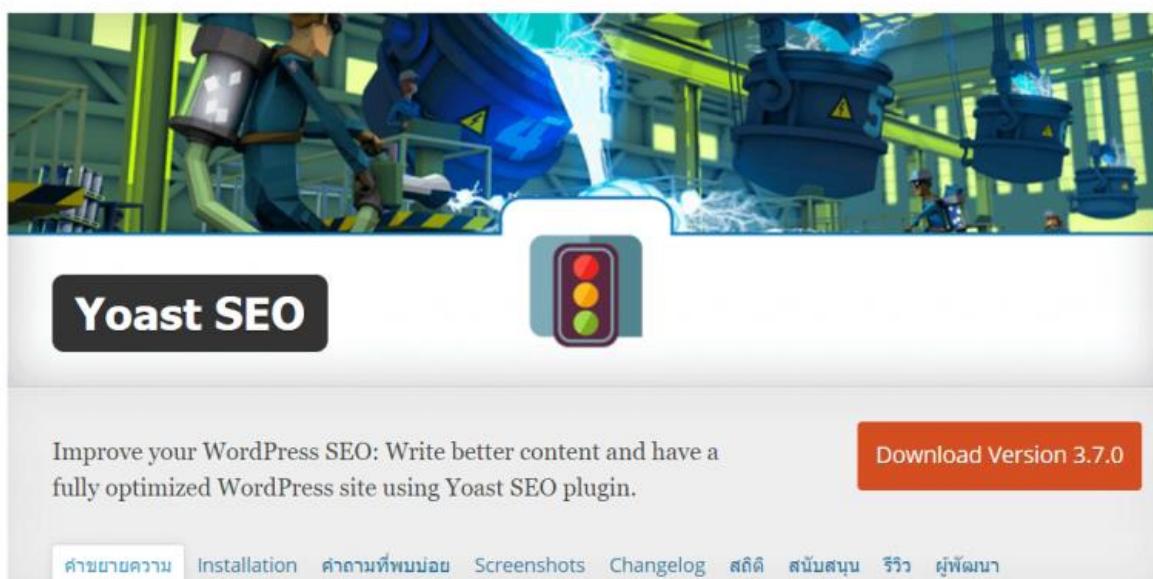 4
5
Yoast SEO
Improve your WordPress SEO: Write better content and have a
fully optimized WordPress site using Yoast SEO plugin.
Download Version 3.7.0
คำขยายความ Installation คำถามที่พบบ่อย Screenshots Changelog สถิติ สนับสนุน รีวิว ผู้พัฒนา